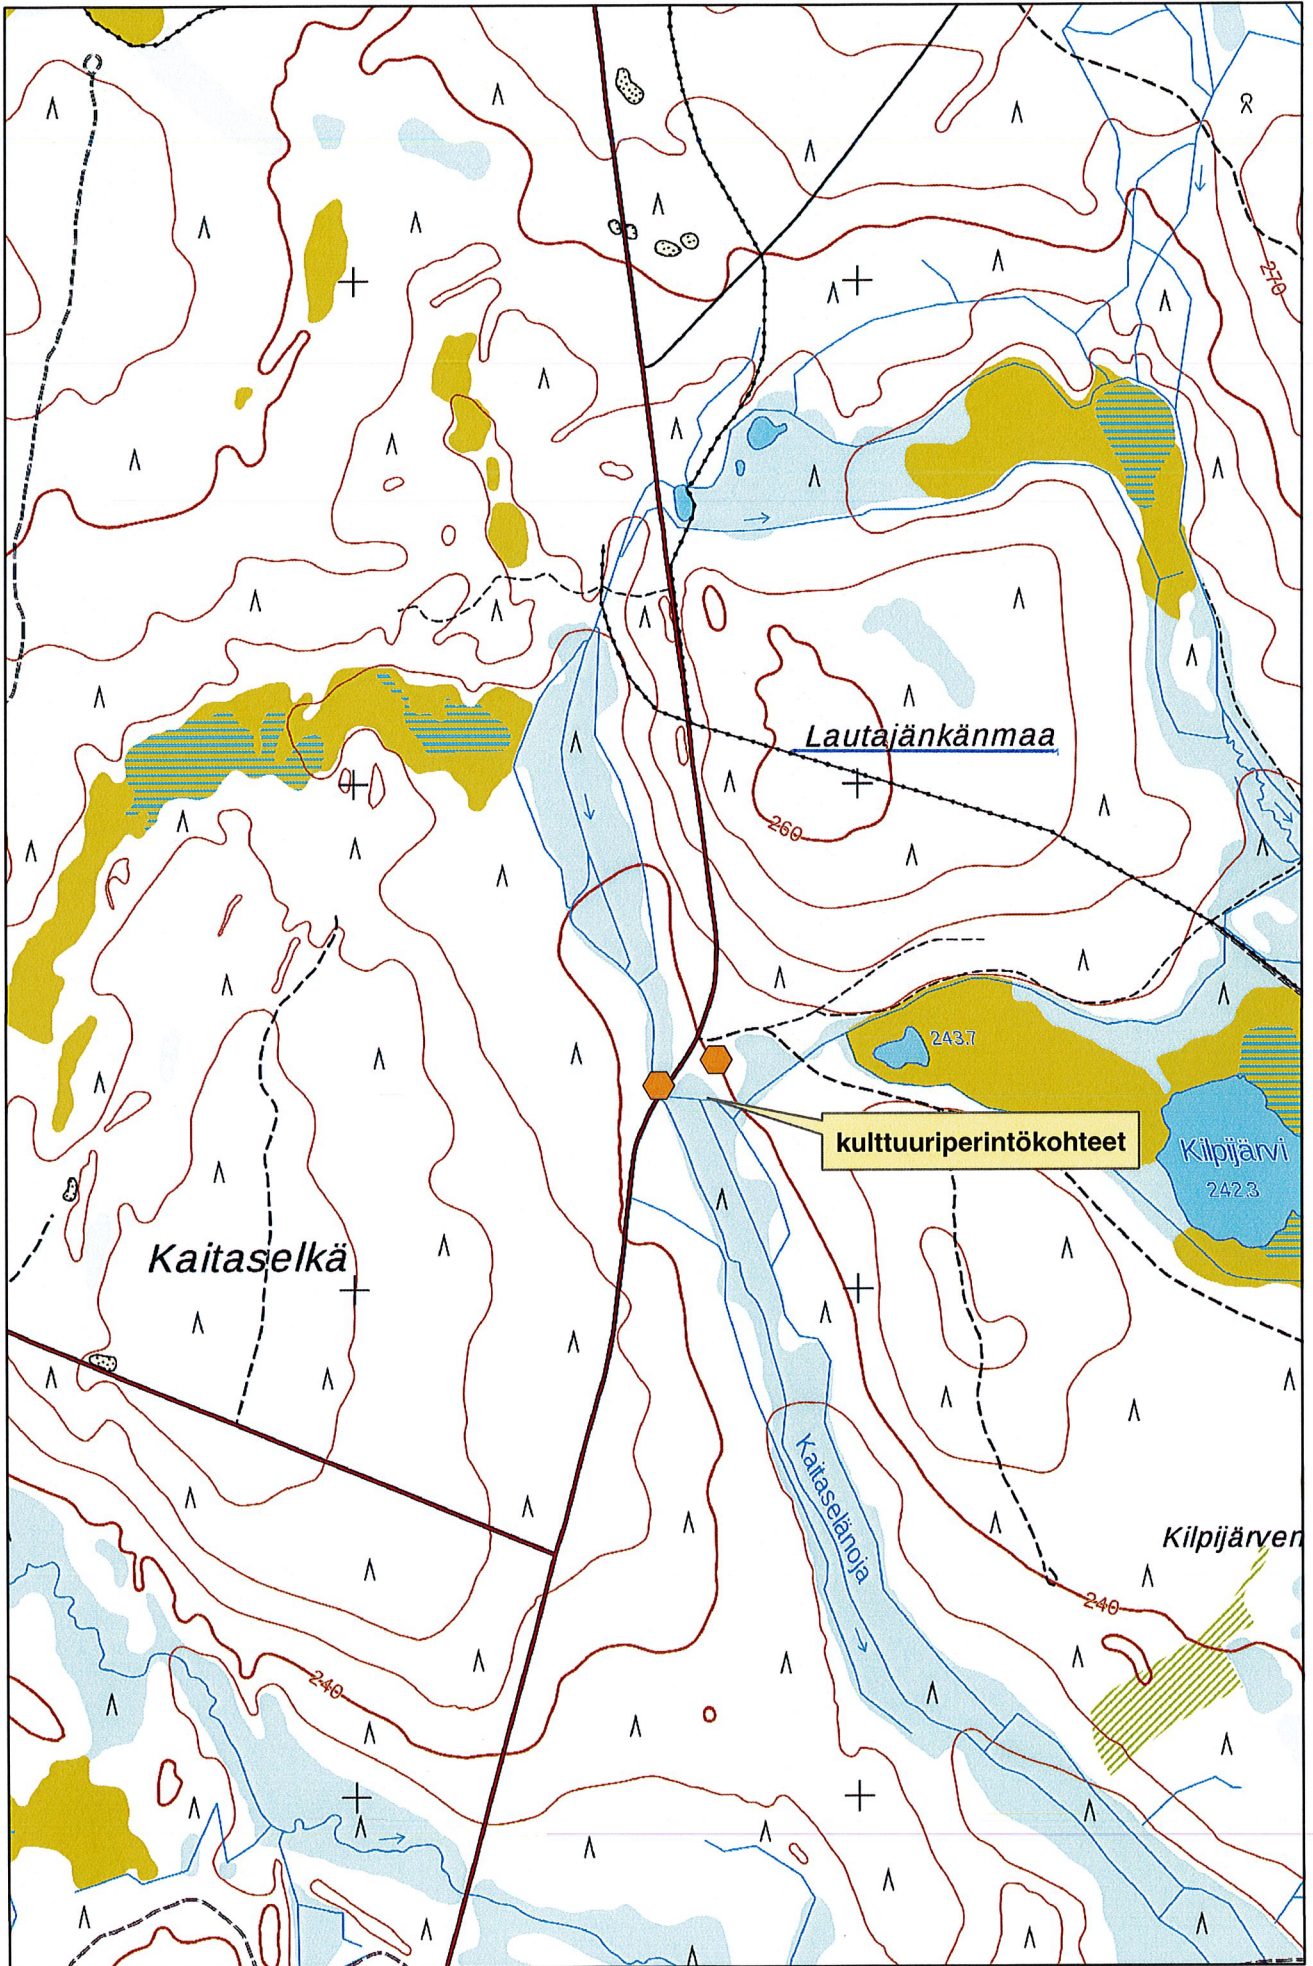 270
Lautajänkänmaa
260
243.7
kulttuuriperintökohteet
Kilpijärvi
242.3
Kaitaselkä
Kaitaselänoja
Kilpijärven
240
240